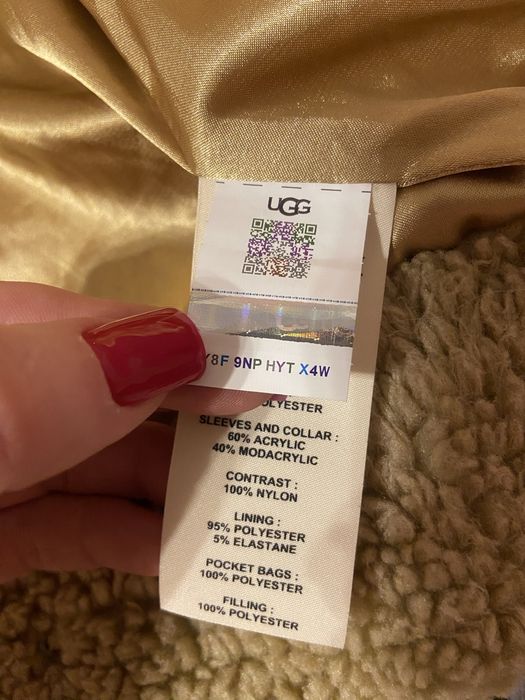 UGG
Y8F 9NP HYT X4W
POLYESTER
SLEEVES AND COLLAR :
60% ACRYLIC
40% MODACRYLIC
CONTRAST :
100% NYLON
LINING :
95% POLYESTER
5% ELASTANE
POCKET BAGS :
100% POLYESTER
FILLING :
100% POLYESTER